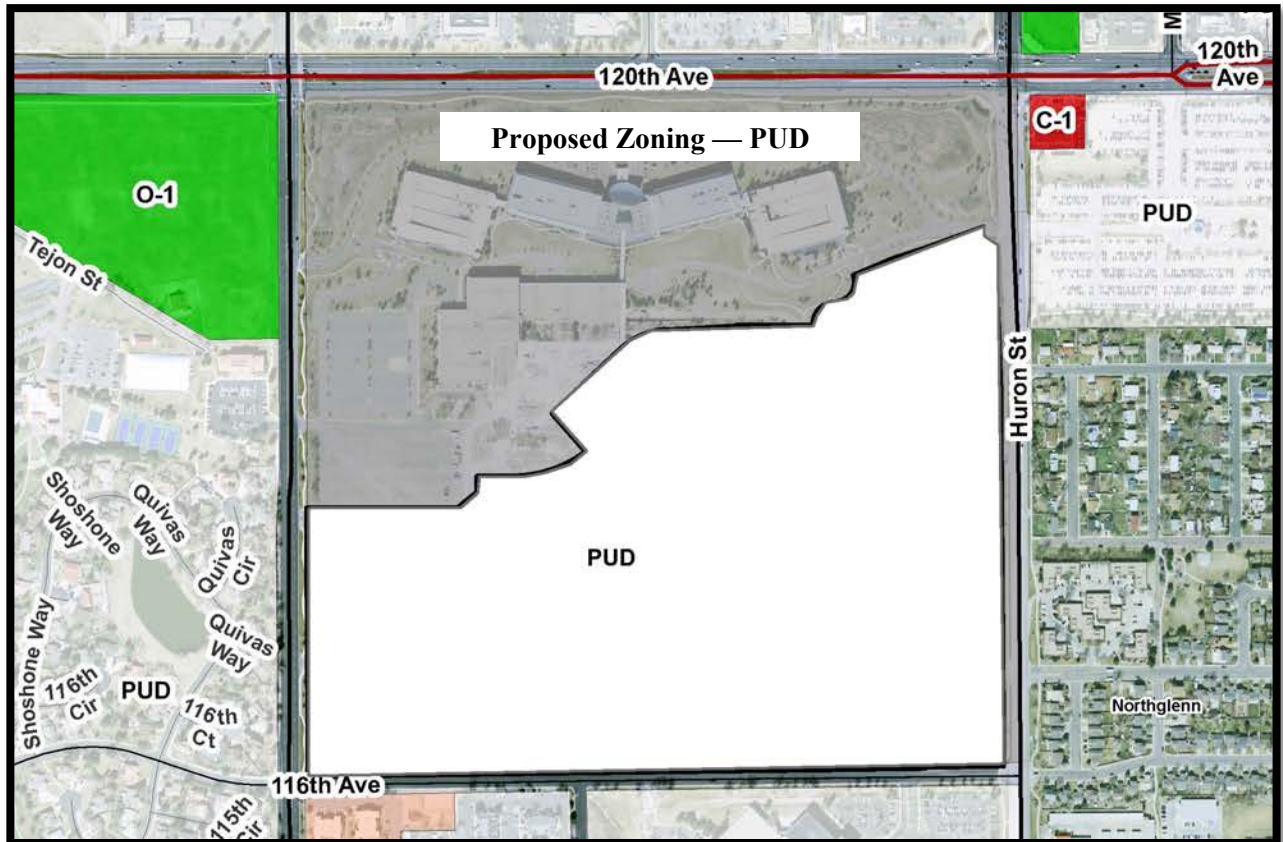 M
120th Ave
120th
Ave
Proposed Zoning — PUD
C-1
O-1
PUD
Tejon St
Huron St
Shoshone
Way
Quivas
Way
Quivas
Cir
PUD
Quivas
Way
Shoshone Way
116th
Cir
PUD
116th
Ct
Northglenn
116th Ave
115th
Cir